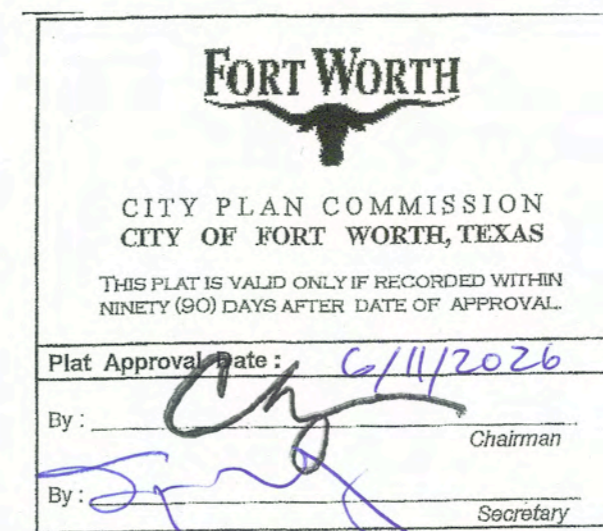 FORT WORTH
CITY PLAN COMMISSION
CITY OF FORT WORTH, TEXAS
THIS PLAT IS VALID ONLY IF RECORDED WITHIN
NINETY (90) DAYS AFTER DATE OF APPROVAL.
Plat Approval Date : 6/11/2026
By :
Chairman
By :
Secretary